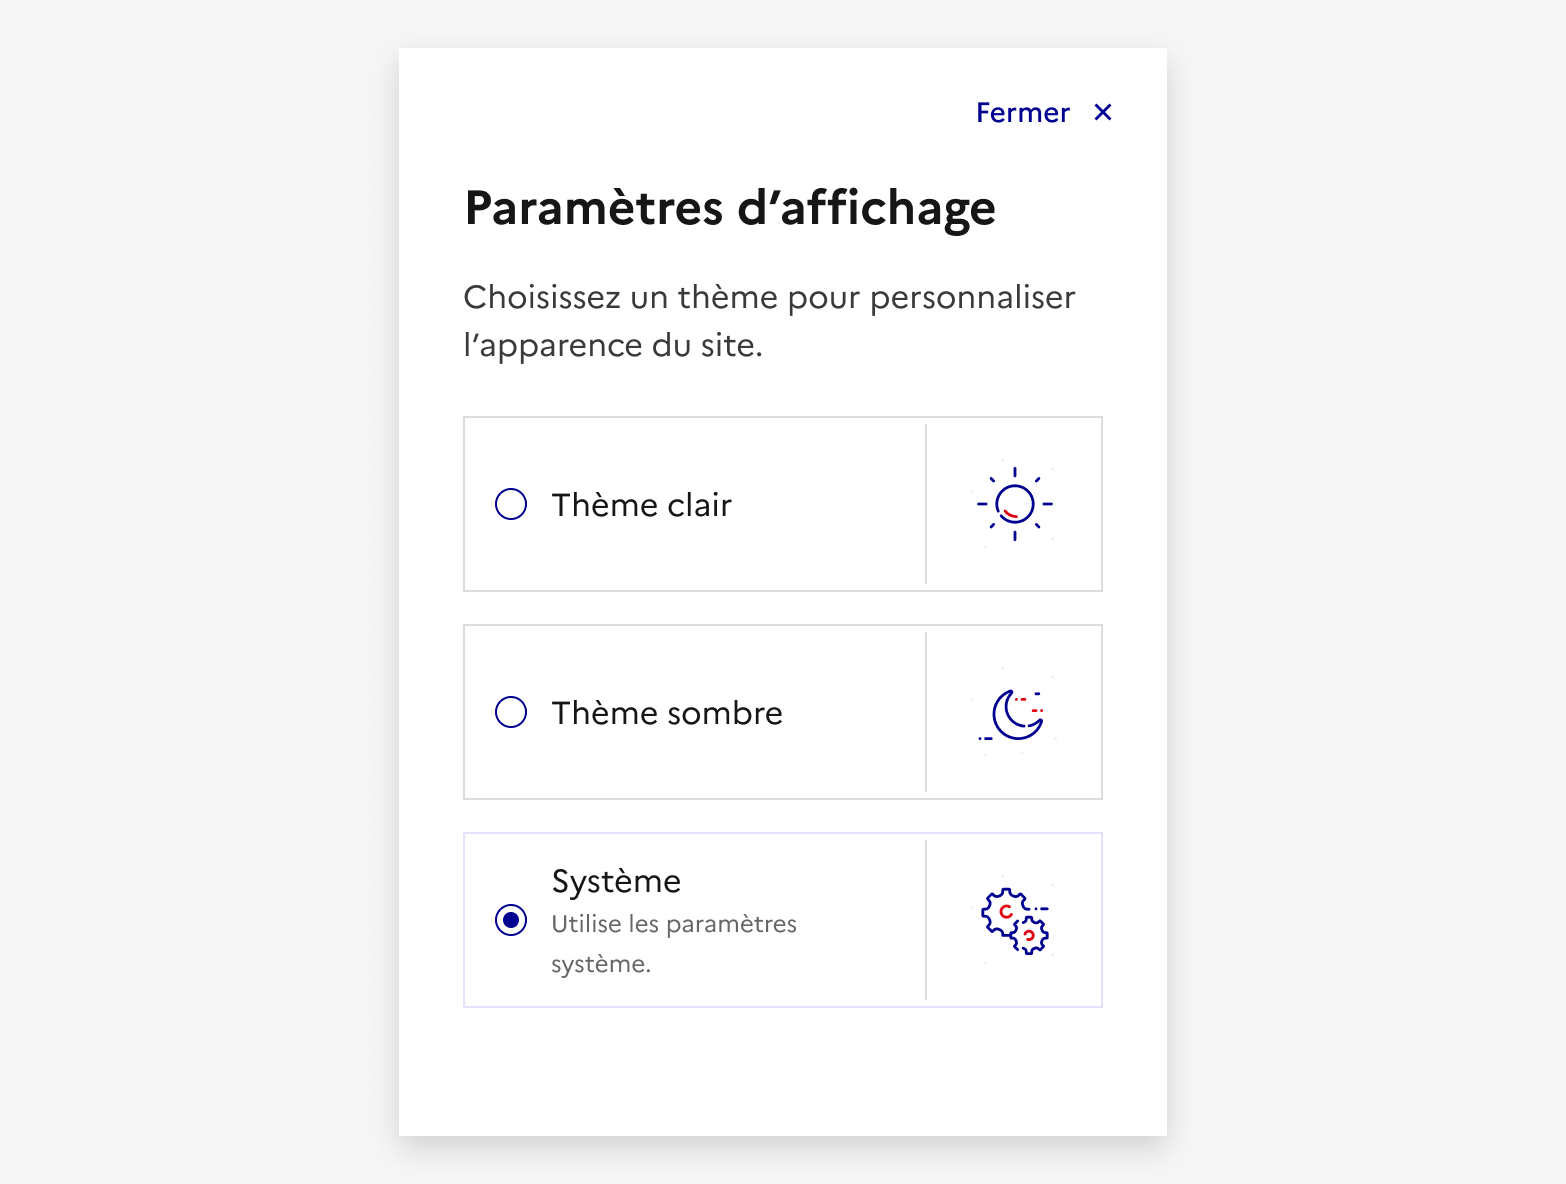 Fermer
Paramètres d’affichage
Choisissez un thème pour personnaliser
l’apparence du site.
Thème clair
Thème sombre
Système
Utilise les paramètres
système.